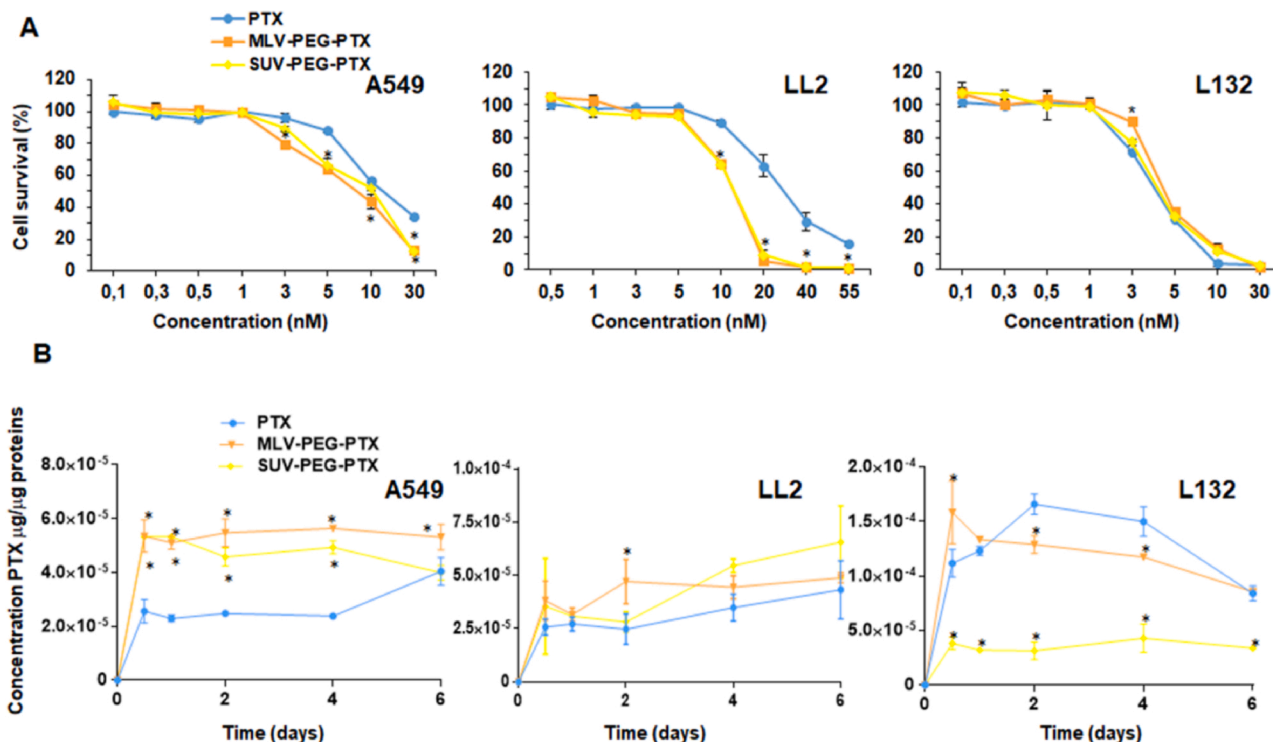 A
PTX
MLV-PEG-PTX
SUV-PEG-PTX
A549
LL2
L132
Cell survival (%)
120
100
80
60
40
20
0
0,1 0,3 0,5 1 3 5 10 30
Concentration (nM)
120
100
80
60
40
20
0
0,5 1 3 5 10 20 40 55
Concentration (nM)
120
100
80
60
40
20
0
0,1 0,3 0,5 1 3 5 10 30
Concentration (nM)
B
PTX
MLV-PEG-PTX
SUV-PEG-PTX
A549
LL2
L132
Concentration PTX µg/µg proteins
8.0×10⁻⁵
6.0×10⁻⁵
4.0×10⁻⁵
2.0×10⁻⁵
0
0 2 4 6
Time (days)
1.0×10⁻⁴
7.5×10⁻⁵
5.0×10⁻⁵
2.5×10⁻⁵
0
0 2 4 6
Time (days)
2.0×10⁻⁴
1.5×10⁻⁴
1.0×10⁻⁴
5.0×10⁻⁵
0
0 2 4 6
Time (days)